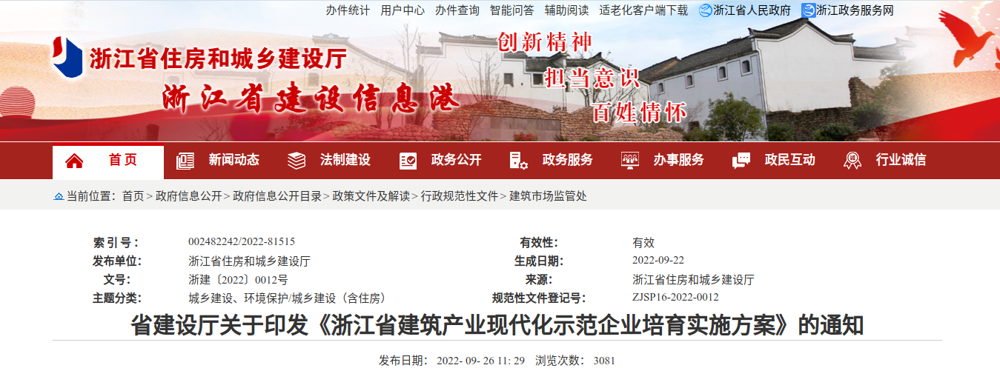 办件统计 用户中心 办件查询 智能问答 辅助阅读 适老化客户端下载 浙江省人民政府 浙江政务服务网
浙江省住房和城乡建设厅
浙江省建设信息港
创新精神
担当意识
百姓情怀
首页 新闻动态 法制建设 政务公开 政务服务 办事服务 政民互动 行业诚信
当前位置：首页 > 政府信息公开 > 政府信息公开目录 > 政策文件及解读 > 行政规范性文件 > 建筑市场监管处
索引号： 002482242/2022-81515 有效性： 有效
发布单位： 浙江省住房和城乡建设厅 生成日期： 2022-09-22
文号： 浙建〔2022〕0012号 来源： 浙江省住房和城乡建设厅
主题分类： 城乡建设、环境保护/城乡建设（含住房） 规范性文件登记号： ZJSP16-2022-0012
省建设厅关于印发《浙江省建筑产业现代化示范企业培育实施方案》的通知
发布日期： 2022- 09- 26 11: 29 浏览次数： 3081